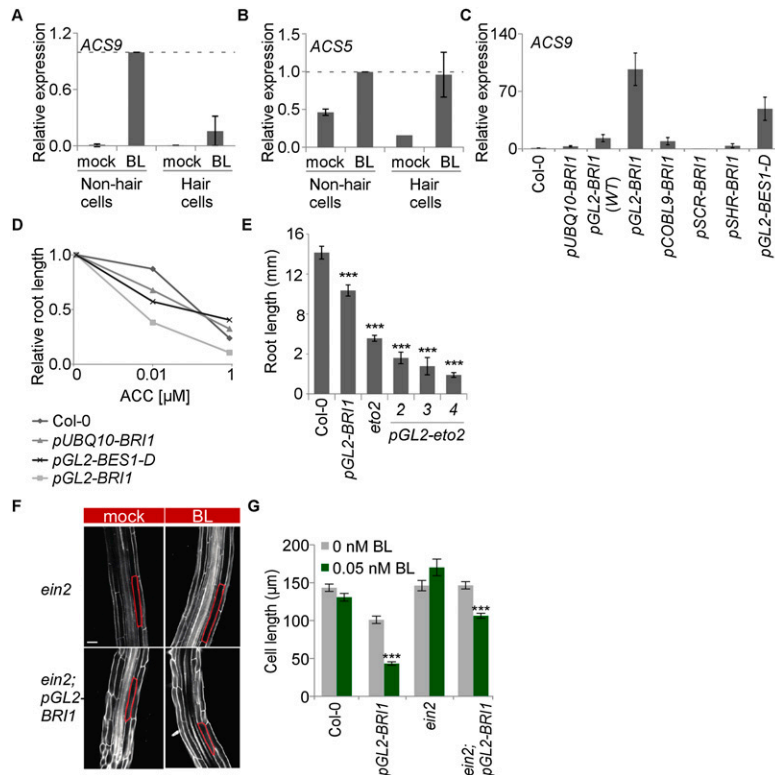 A
ACS9
Relative expression
1.2
0.6
0.0
mock BL mock BL
Non-hair cells
Hair cells
B
ACS5
Relative expression
1.5
1.0
0.5
0
mock BL mock BL
Non-hair cells
Hair cells
C
ACS9
Relative expression
140
70
0
Col-0
pUBQ10-BRI1
pGL2-BRI1 (WT)
pGL2-BRI1
pCOBL9-BRI1
pSCR-BRI1
pSHR-BRI1
pGL2-BES1-D
D
Relative root length
1.0
0.5
0.0
0 0.01 1
ACC [µM]
Col-0
pUBQ10-BRI1
pGL2-BES1-D
pGL2-BRI1
E
Root length (mm)
16
12
8
2
0
*** *** *** *** ***
Col-0
pGL2-BRI1
eto2
2 3 4
pGL2-eto2
F
mock BL
ein2
ein2;
pGL2-
BRI1
G
Cell length (µm)
200
150
100
50
0
0 nM BL
0.05 nM BL
*** ***
Col-0
pGL2-BRI1
ein2
ein2;
pGL2-BRI1